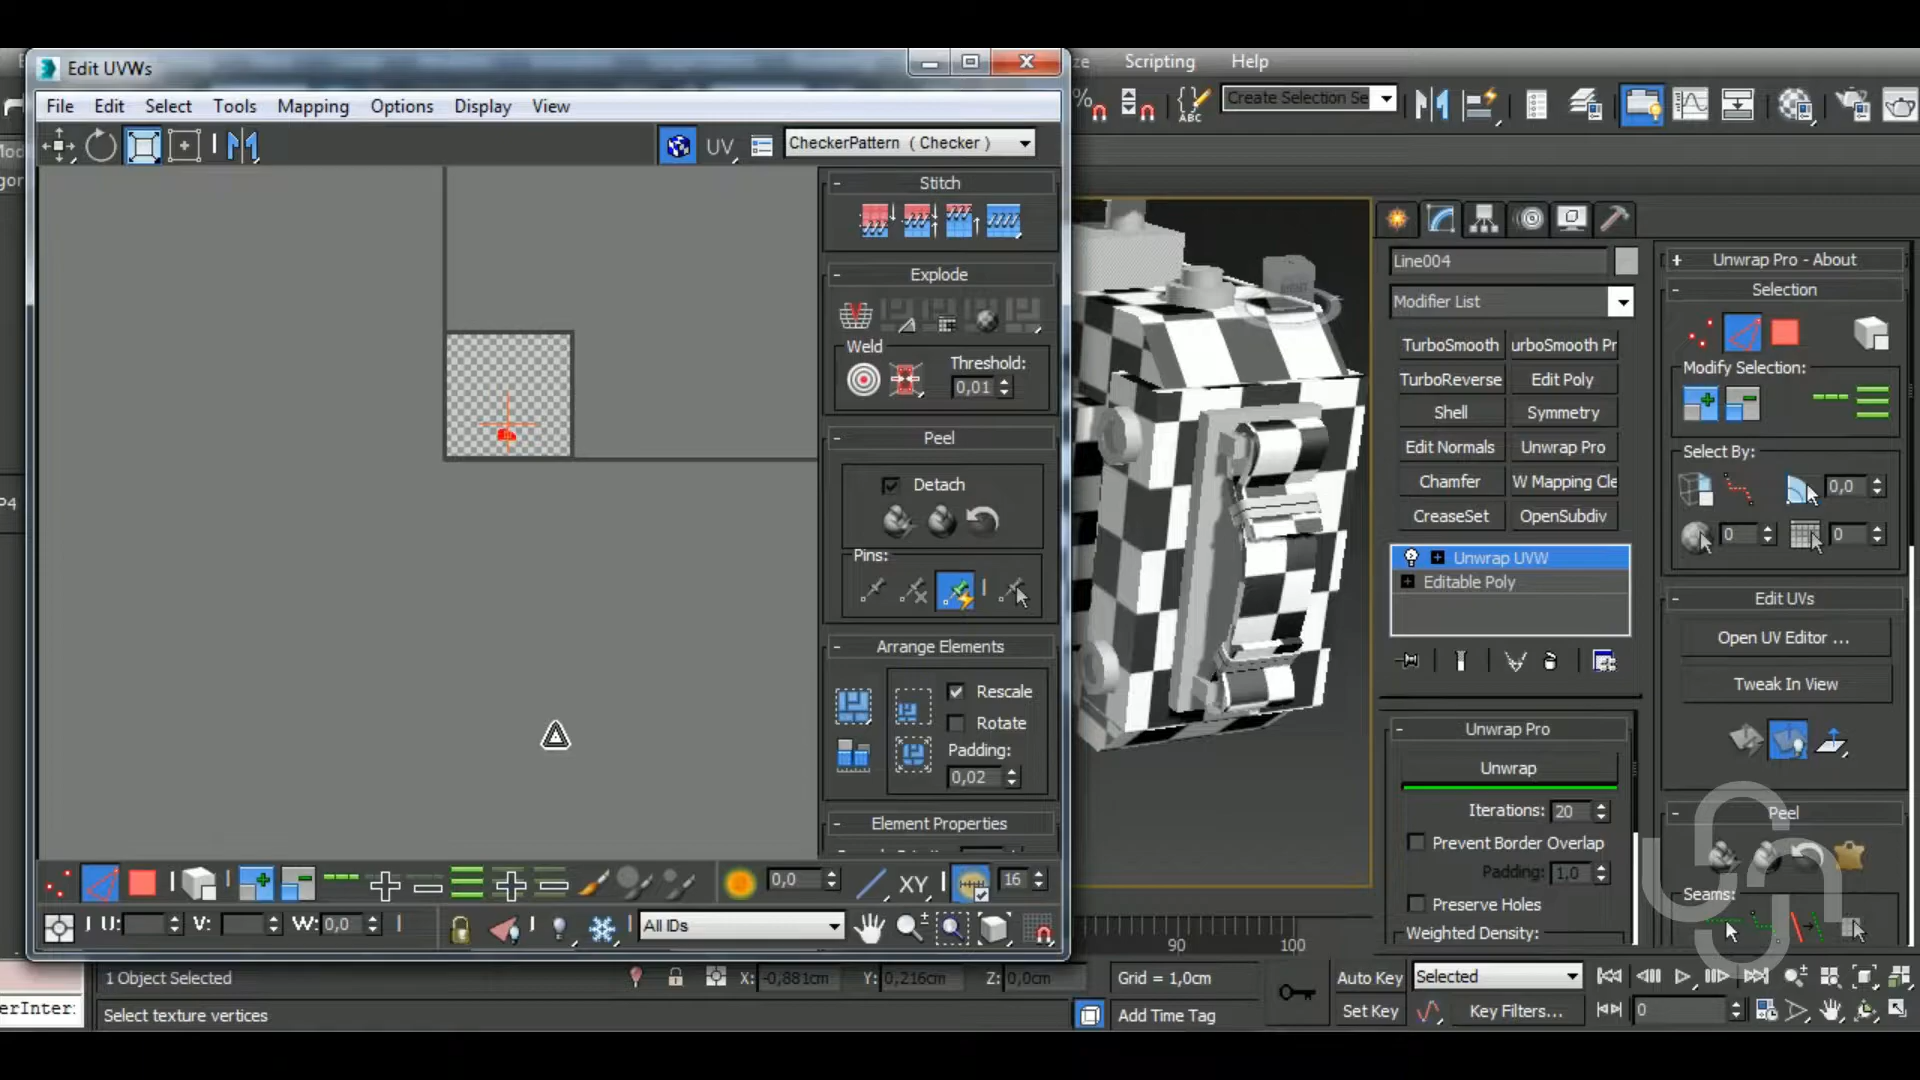 Edit UVWs
File Edit Select Tools Mapping Options Display View
UV
CheckerPattern ( Checker )
Stitch
Explode
Weld
Threshold:
0,01
Peel
Detach
Pins:
Arrange Elements
Rescale
Rotate
Padding:
0,02
Element Properties
0,0
XY
16
U:
V:
W: 0,0
All IDs
ze Scripting Help
%
ABC
Create Selection Se
Line004
Modifier List
TurboSmooth
urboSmooth Pr
TurboReverse
Edit Poly
Shell
Symmetry
Edit Normals
Unwrap Pro
Chamfer
W Mapping Cle
CreaseSet
OpenSubdiv
Unwrap UVW
Editable Poly
Unwrap Pro
Unwrap
Iterations: 20
Prevent Border Overlap
Padding: 1,0
Preserve Holes
Weighted Density:
Unwrap Pro - About
Selection
Modify Selection:
Select By:
0,0
0
0
Edit UVs
Open UV Editor ...
Tweak In View
Peel
Seams:
90 100
1 Object Selected
X: -0,881cm
Y: 0,216cm
Z: 0,0cm
Grid = 1,0cm
Auto Key
Selected
erInter:
Select texture vertices
Add Time Tag
Set Key
Key Filters...
0